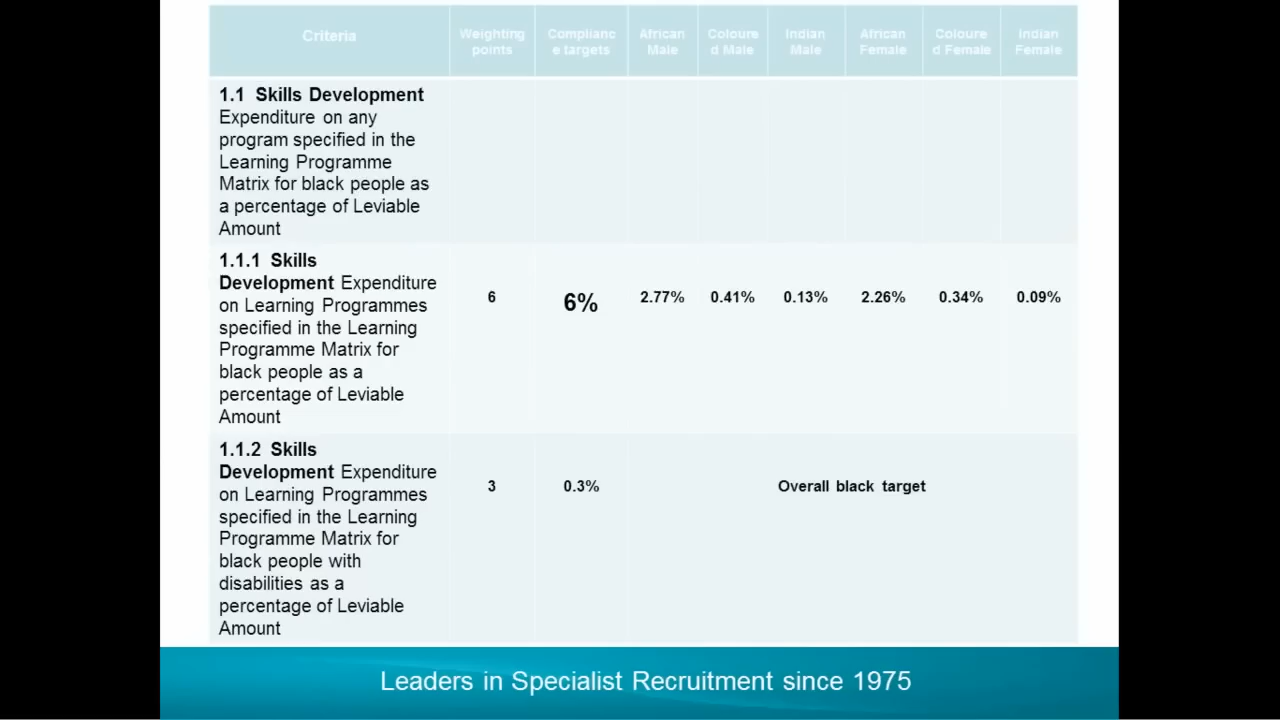 Criteria
Weighting
points
Complianc
e targets
African
Male
Coloure
d Male
Indian
Male
African
Female
Coloure
d Female
Indian
Female
1.1 Skills Development
Expenditure on any
program specified in the
Learning Programme
Matrix for black people as
a percentage of Leviable
Amount
1.1.1 Skills
Development Expenditure
on Learning Programmes
specified in the Learning
Programme Matrix for
black people as a
percentage of Leviable
Amount
6
6%
2.77%
0.41%
0.13%
2.26%
0.34%
0.09%
1.1.2 Skills
Development Expenditure
on Learning Programmes
specified in the Learning
Programme Matrix for
black people with
disabilities as a
percentage of Leviable
Amount
3
0.3%
Overall black target
Leaders in Specialist Recruitment since 1975